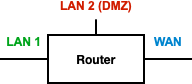 LAN 2 (DMZ)
LAN 1
WAN
Router